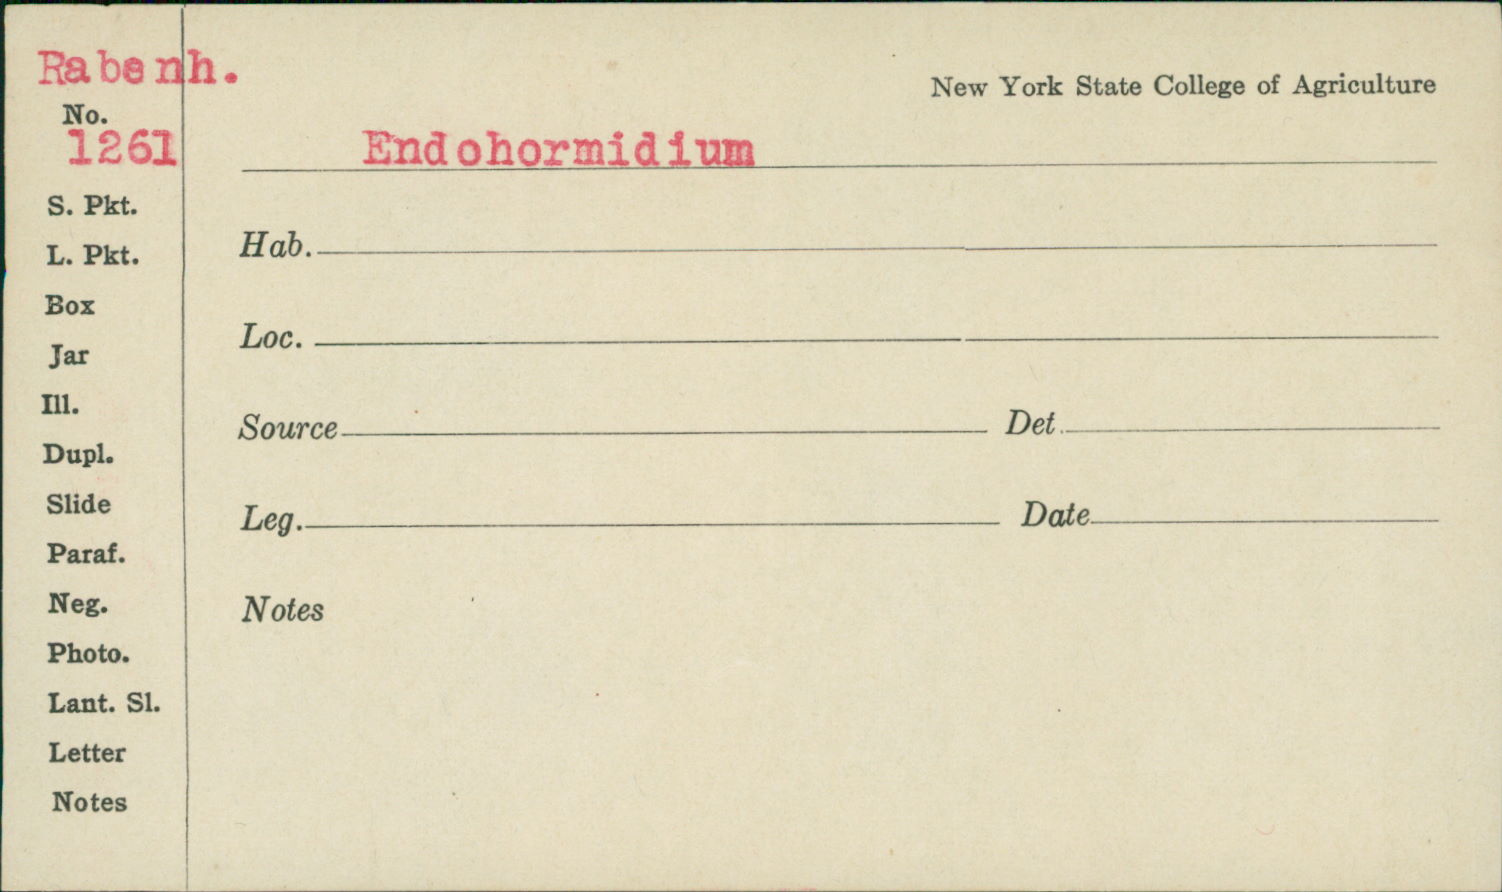 Rabenh.
New York State College of Agriculture
No.
1261
Endohormidium
S. Pkt.
L. Pkt.
Box
Jar
Ill.
Dupl.
Slide
Paraf.
Neg.
Photo.
Lant. Sl.
Letter
Notes
Hab.
Loc.
Source Det.
Leg. Date
Notes